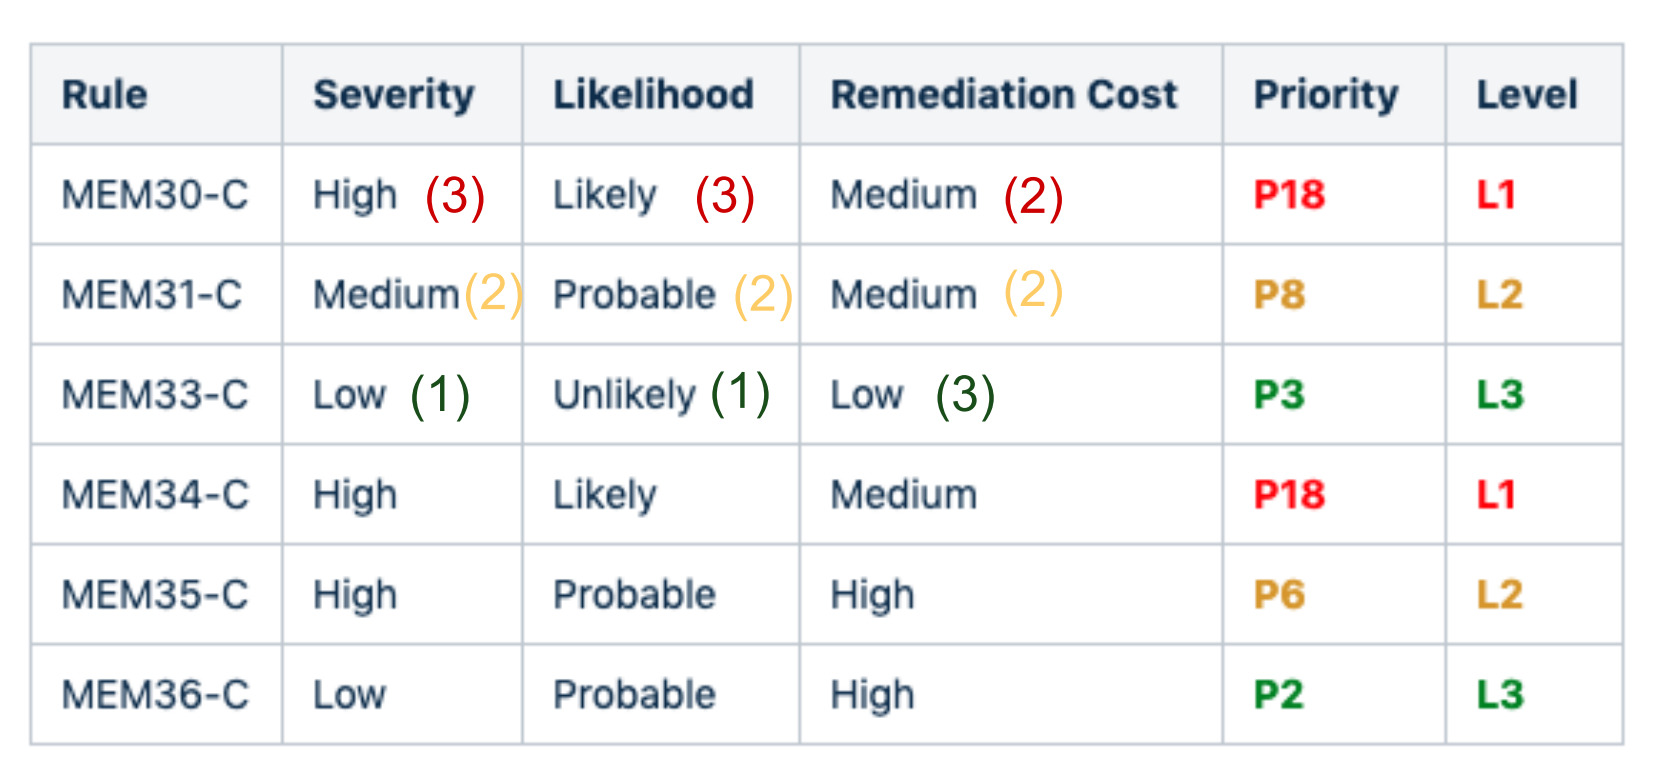 Rule Severity Likelihood Remediation Cost Priority Level
MEM30-C High (3) Likely (3) Medium (2) P18 L1
MEM31-C Medium(2) Probable (2) Medium (2) P8 L2
MEM33-C Low (1) Unlikely (1) Low (3) P3 L3
MEM34-C High Likely Medium P18 L1
MEM35-C High Probable High P6 L2
MEM36-C Low Probable High P2 L3